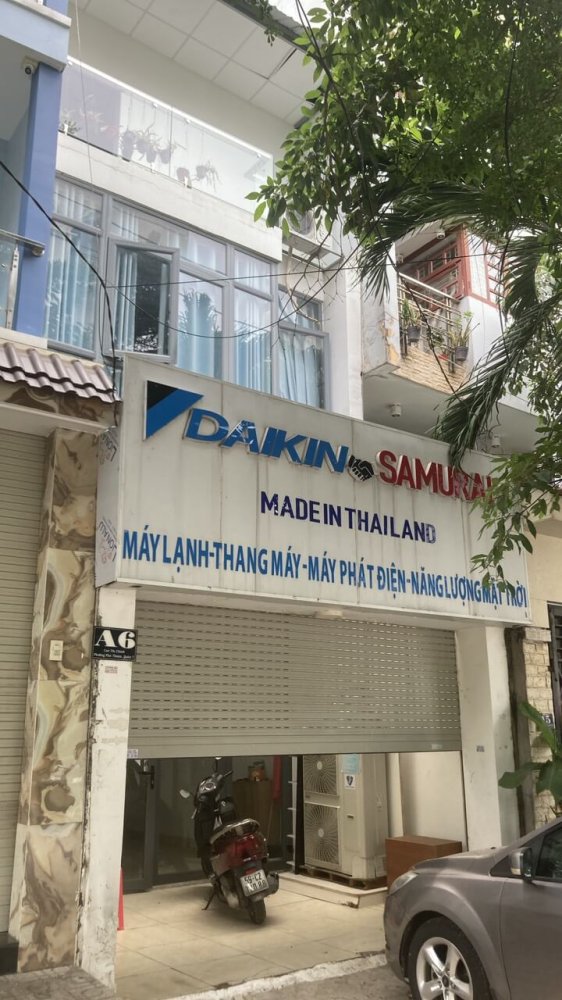 DAIKIN SAMURAI
MADE IN THAILAND
MÁY LẠNH-THANG MÁY-MÁY PHÁT ĐIỆN-NĂNG LƯỢNG MẶT TRỜI
A6